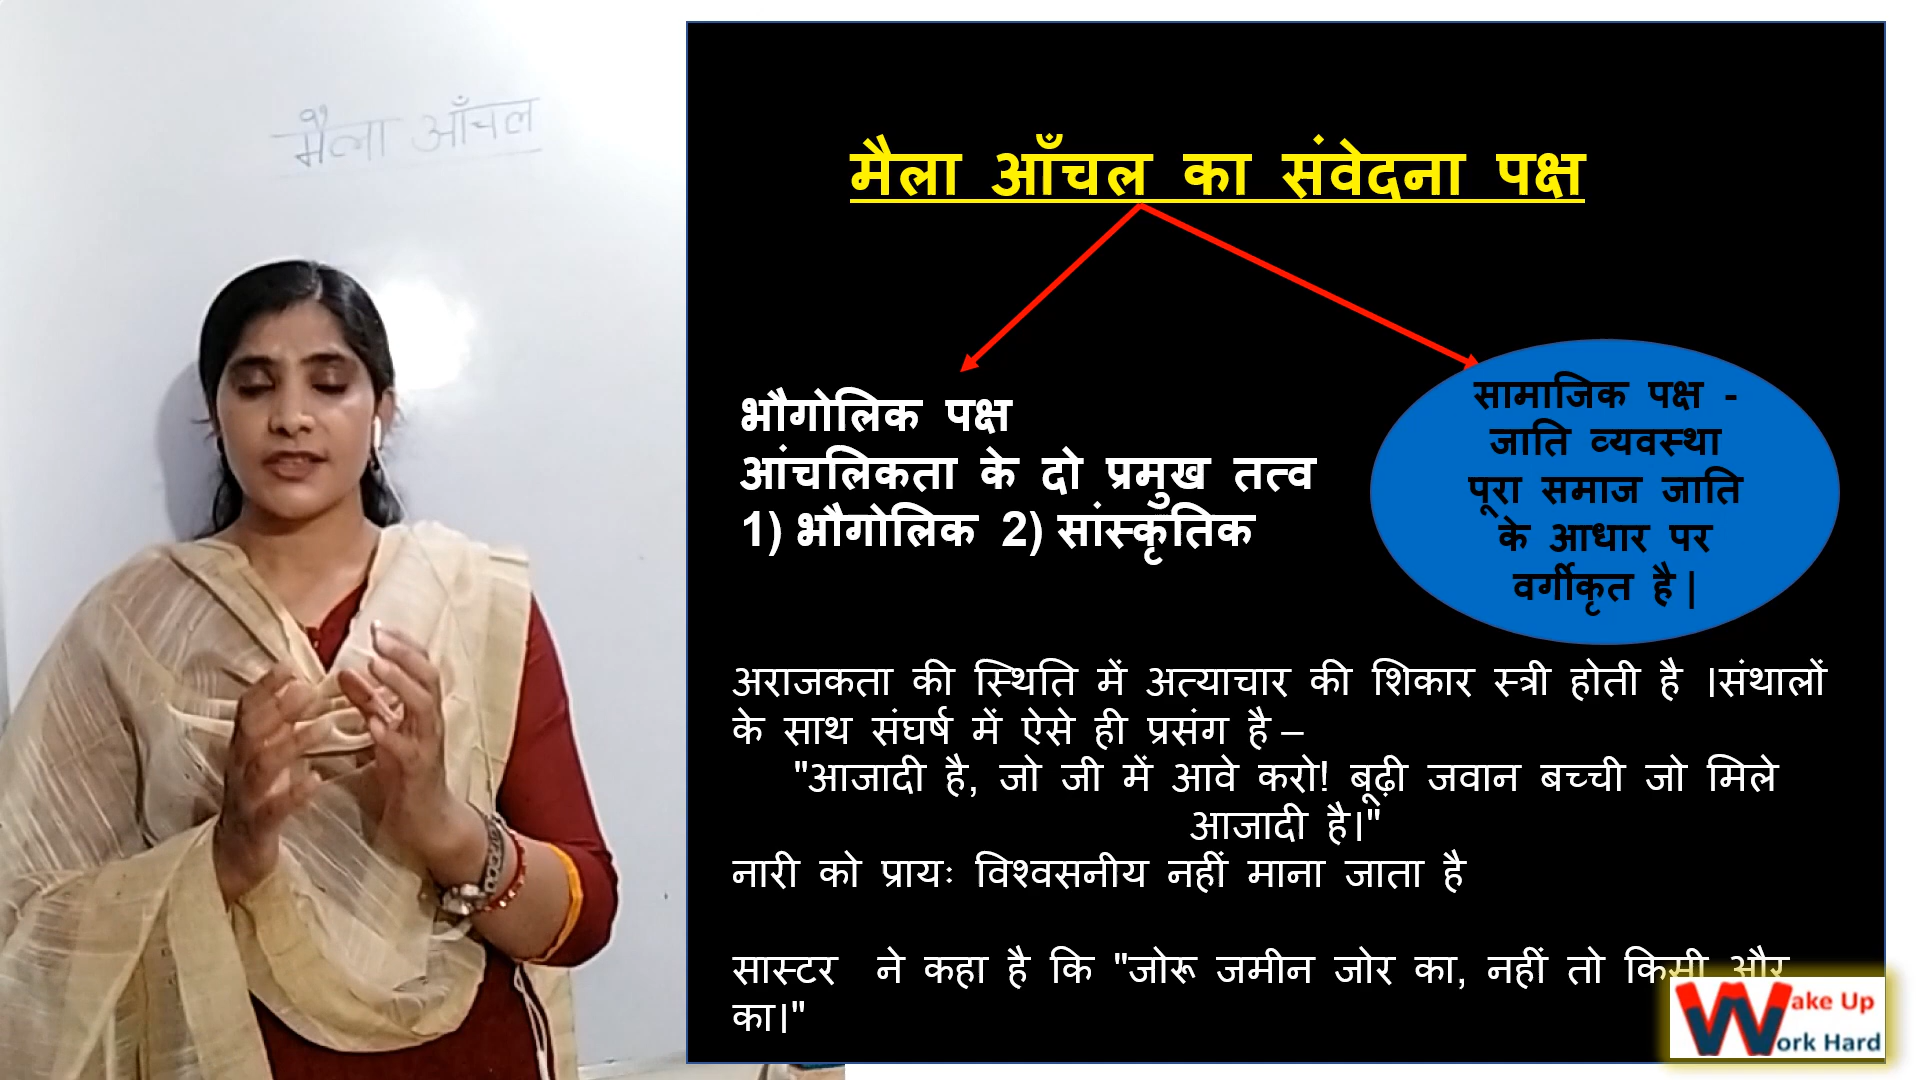 मैला आँचल
मैला आँचल का संवेदना पक्ष
भौगोलिक पक्ष
आंचलिकता के दो प्रमुख तत्व
1) भौगोलिक 2) सांस्कृतिक
सामाजिक पक्ष -
जाति व्यवस्था
पूरा समाज जाति
के आधार पर
वर्गीकृत है |
अराजकता की स्थिति में अत्याचार की शिकार स्त्री होती है ।संथालों
के साथ संघर्ष में ऐसे ही प्रसंग है –
"आजादी है, जो जी में आवे करो! बूढ़ी जवान बच्ची जो मिले
आजादी है।"
नारी को प्रायः विश्वसनीय नहीं माना जाता है
सास्टर ने कहा है कि "जोरू जमीन जोर का, नहीं तो किसी और
का।"
Wake Up
Work Hard